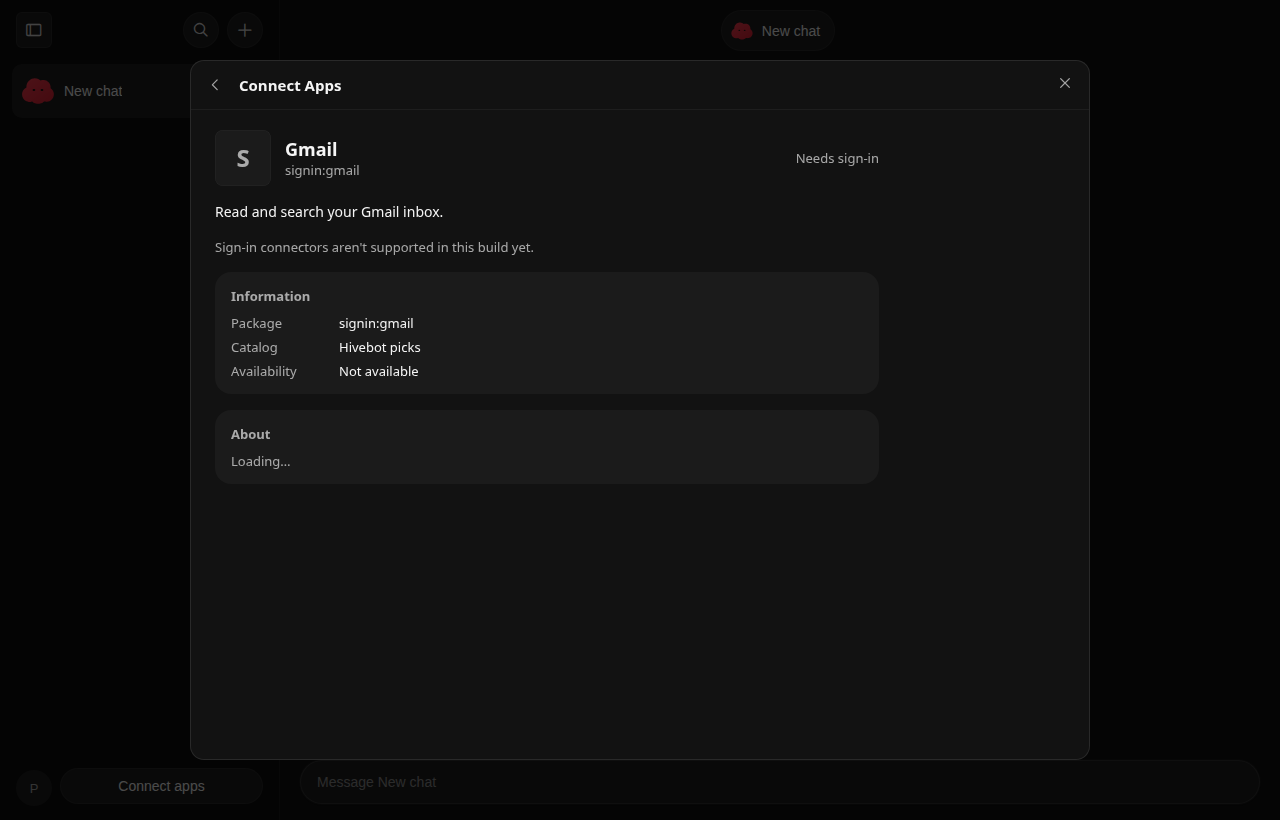 New chat
New chat
Connect Apps
S
Gmail
signin:gmail
Needs sign-in
Read and search your Gmail inbox.
Sign-in connectors aren't supported in this build yet.
Information
Package signin:gmail
Catalog Hivebot picks
Availability Not available
About
Loading…
P
Connect apps
Message New chat